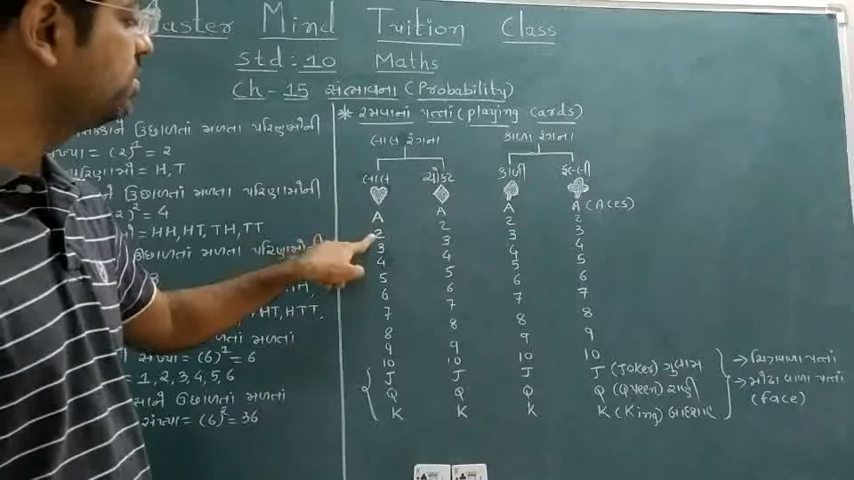 Master Mind Tuition Class
Std : 10 Maths
Ch - 15 સંભાવના (Probability)
ઉછાળતાં મળતા પરિણામોની
= (2)¹ = 2
H, T
ઉછાળતાં મળતા પરિણામોની
= 4
= HH, HT, TH, TT
ઉછાળતાં મળતા
HT, HTT.
મળતાં
= (6)¹ = 6
= 1, 2, 3, 4, 5, 6
ઉછાળતાં મળતાં
= (6)² = 36
* રમવાનાં પત્તાં (playing cards)
લાલ રંગના કાળા રંગના
લાલ ચોકટ કાળી ફલ્લી
A A A A (Aces)
2 2 2 2
3 3 3 3
4 4 4 4
5 5 5 5
6 6 6 6
7 7 7 7
8 8 8 8
9 9 9 9
10 10 10 10
J J J J (Joker) ગુલામ
Q Q Q Q (Queen) રાણી
K K K K (King) બાદશાહ
→ ચિત્રવાળા પત્તાં
→ મોઢા વાળા પત્તાં
(face)